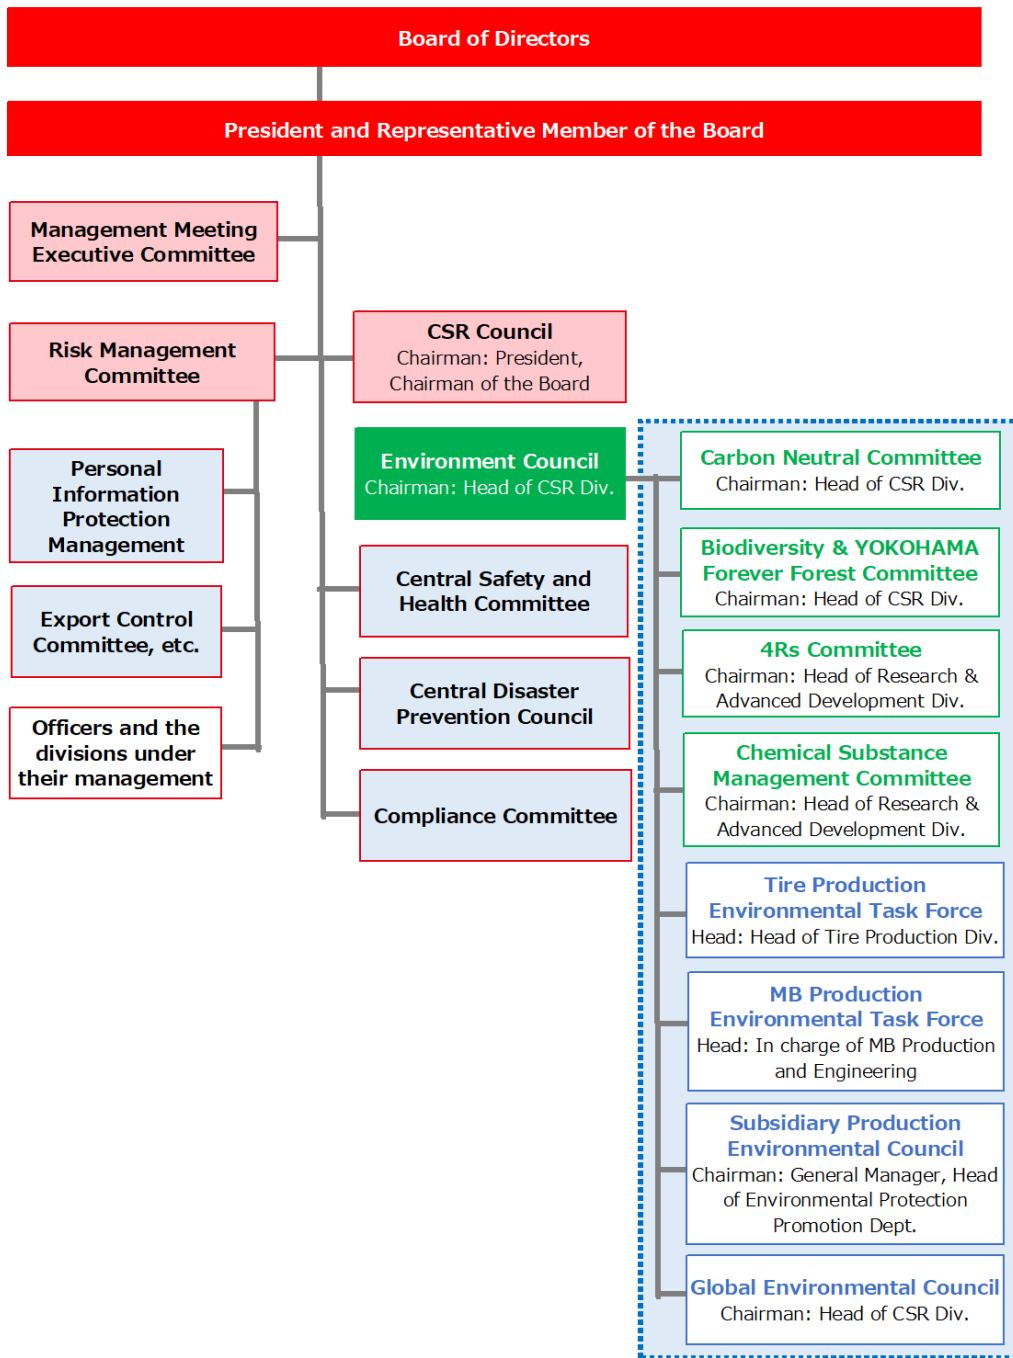 Board of Directors
President and Representative Member of the Board
Management Meeting
Executive Committee
Risk Management
Committee
CSR Council
Chairman: President,
Chairman of the Board
Personal
Information
Protection
Management
Export Control
Committee, etc.
Officers and the
divisions under
their management
Environment Council
Chairman: Head of CSR Div.
Central Safety and
Health Committee
Central Disaster
Prevention Council
Compliance Committee
Carbon Neutral Committee
Chairman: Head of CSR Div.
Biodiversity & YOKOHAMA
Forever Forest Committee
Chairman: Head of CSR Div.
4Rs Committee
Chairman: Head of Research &
Advanced Development Div.
Chemical Substance
Management Committee
Chairman: Head of Research &
Advanced Development Div.
Tire Production
Environmental Task Force
Head: Head of Tire Production Div.
MB Production
Environmental Task Force
Head: In charge of MB Production
and Engineering
Subsidiary Production
Environmental Council
Chairman: General Manager, Head
of Environmental Protection
Promotion Dept.
Global Environmental Council
Chairman: Head of CSR Div.